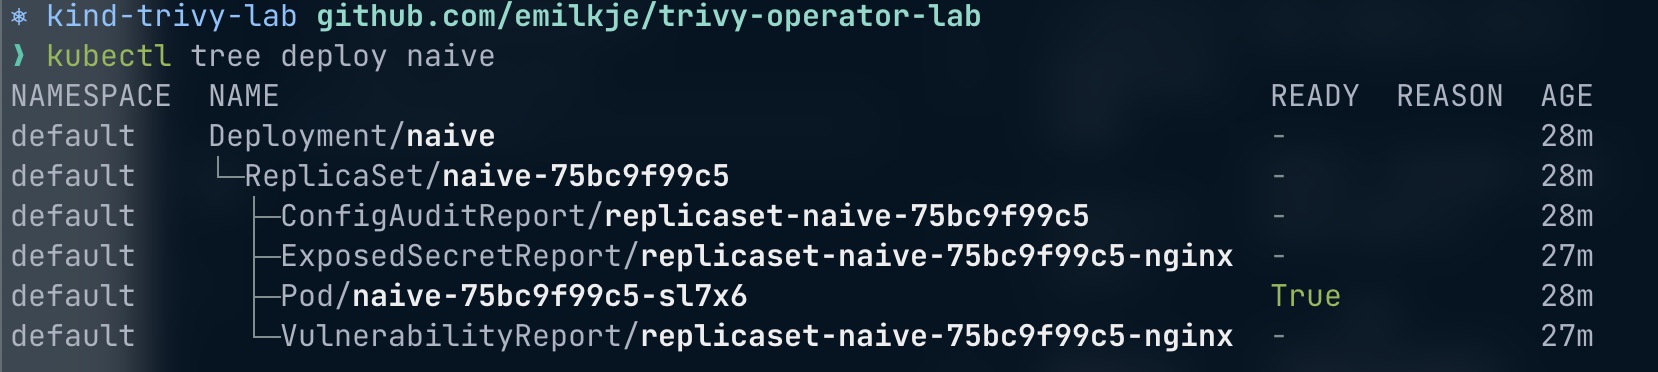 ⎈ kind-trivy-lab github.com/emilkje/trivy-operator-lab
❯ kubectl tree deploy naive
NAMESPACE  NAME                                                       READY  REASON  AGE
default    Deployment/naive                                           -              28m
default    └─ReplicaSet/naive-75bc9f99c5                              -              28m
default      ├─ConfigAuditReport/replicaset-naive-75bc9f99c5          -              28m
default      ├─ExposedSecretReport/replicaset-naive-75bc9f99c5-nginx  -              27m
default      ├─Pod/naive-75bc9f99c5-sl7x6                             True           28m
default      └─VulnerabilityReport/replicaset-naive-75bc9f99c5-nginx  -              27m